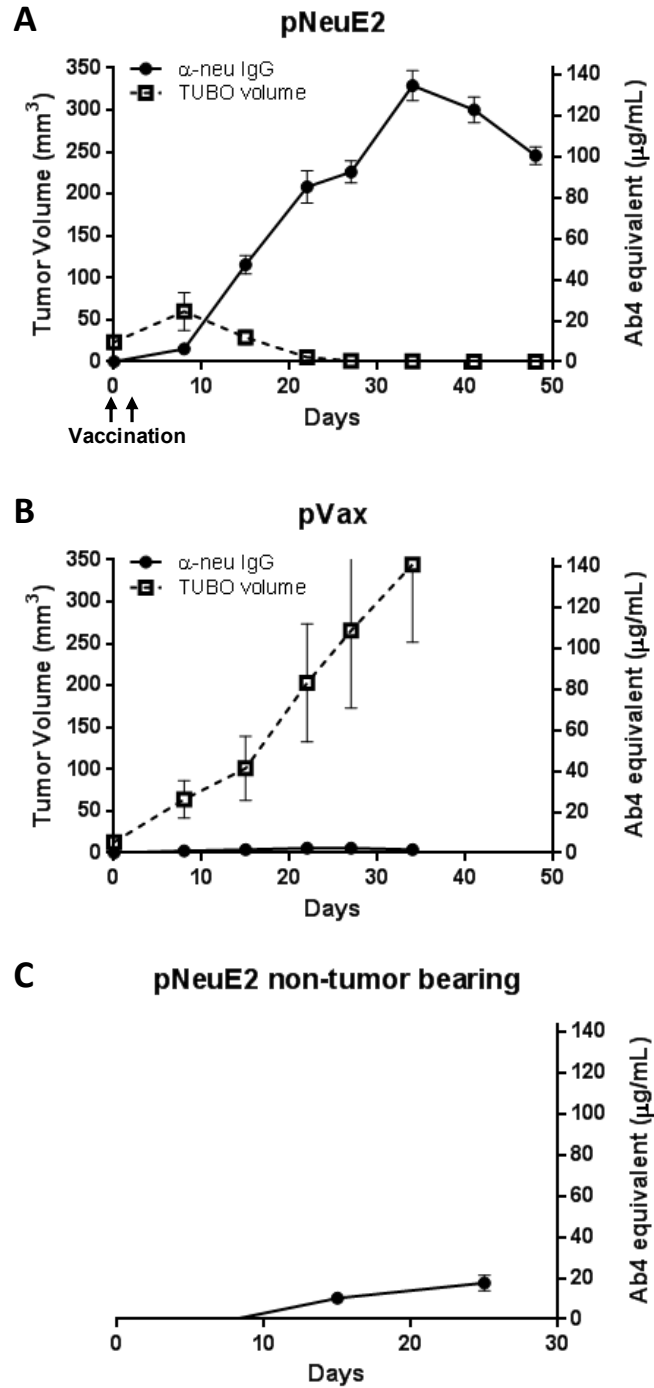 A
pNeuE2
α-neu IgG
TUBO volume
350
300
250
200
150
100
50
0
Tumor Volume (mm³)
140
120
100
80
60
40
20
0
Ab4 equivalent (μg/mL)
0 10 20 30 40 50
Days
Vaccination
B
pVax
α-neu IgG
TUBO volume
350
300
250
200
150
100
50
0
Tumor Volume (mm³)
140
120
100
80
60
40
20
0
Ab4 equivalent (μg/mL)
0 10 20 30 40 50
Days
C
pNeuE2 non-tumor bearing
140
120
100
80
60
40
20
0
Ab4 equivalent (μg/mL)
0 10 20 30
Days